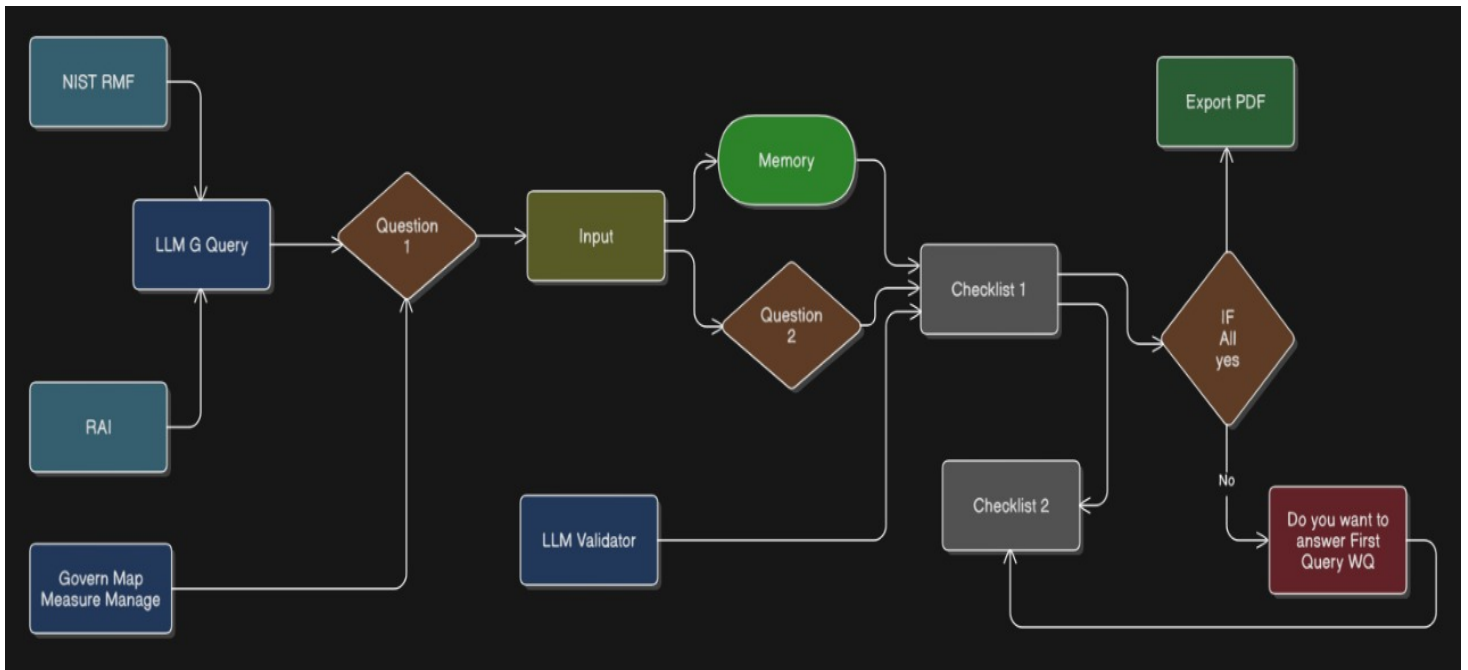 NIST RMF
LLM G Query
RAI
Govern Map
Measure Manage
Question
1
Input
Memory
Question
2
LLM Validator
Checklist 1
Checklist 2
Export PDF
IF
All
yes
No
Do you want to
answer First
Query WQ